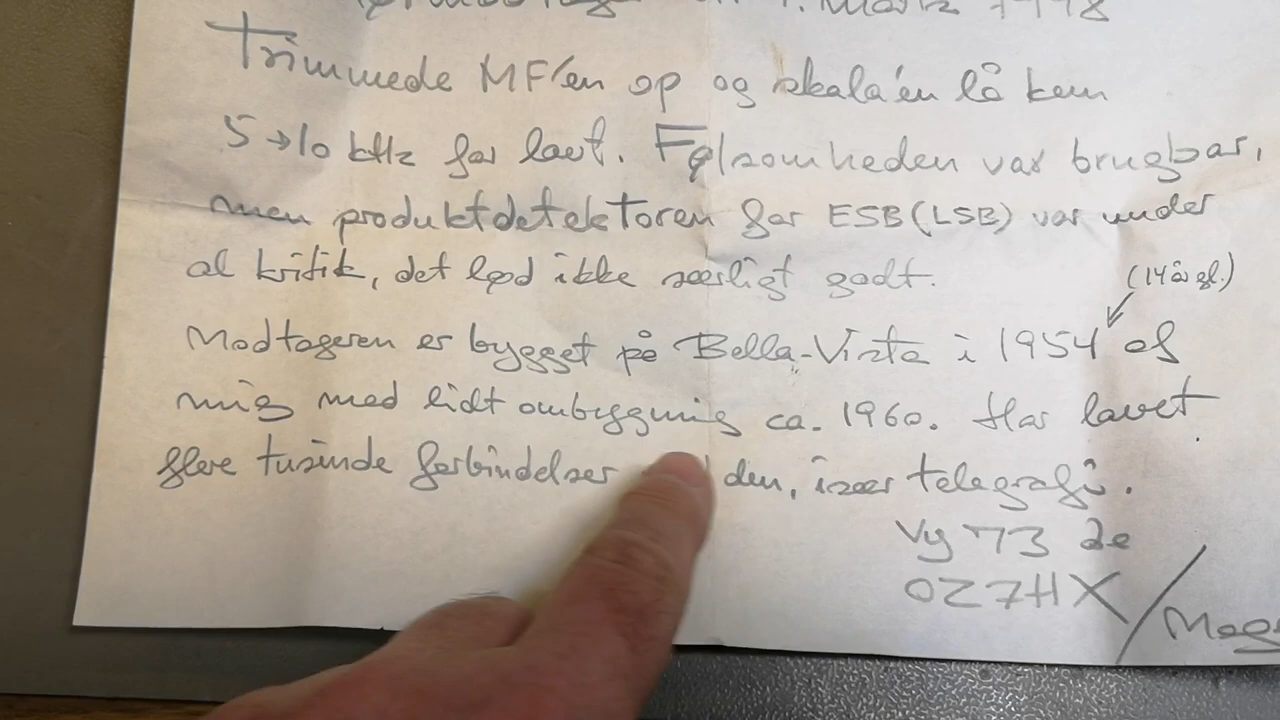 1. Marts 1998
Trimmede MF'en op og skala'en lå kun
5→10 kHz for lavt. Følsomheden var brugbar,
men produktdetektoren for ESB (LSB) var under
al kritik, det lød ikke særligt godt.
(14 år gl.)
Modtageren er bygget på Bella-Vista i 1954 af
mig med lidt ombygning ca. 1960. Har lavet
flere tusinde forbindelser den, især telegrafi.
Vy 73 de
OZ7HX/